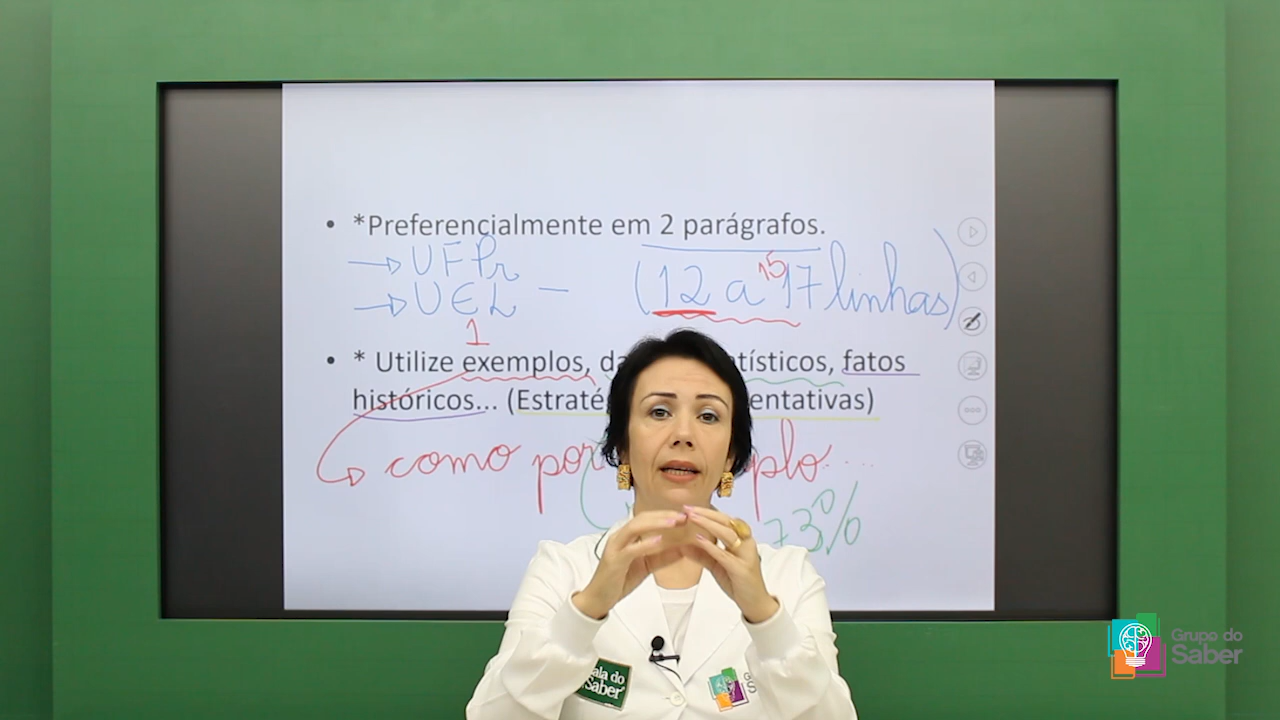 • *Preferencialmente em 2 parágrafos.
→ UFPr
→ UEL — (12 a 15 17 linhas)
1
• * Utilize exemplos, da tísticos, fatos
históricos... (Estraté entativas)
↳ como por plo....
73%
Grupo do
Saber
ala do
Saber